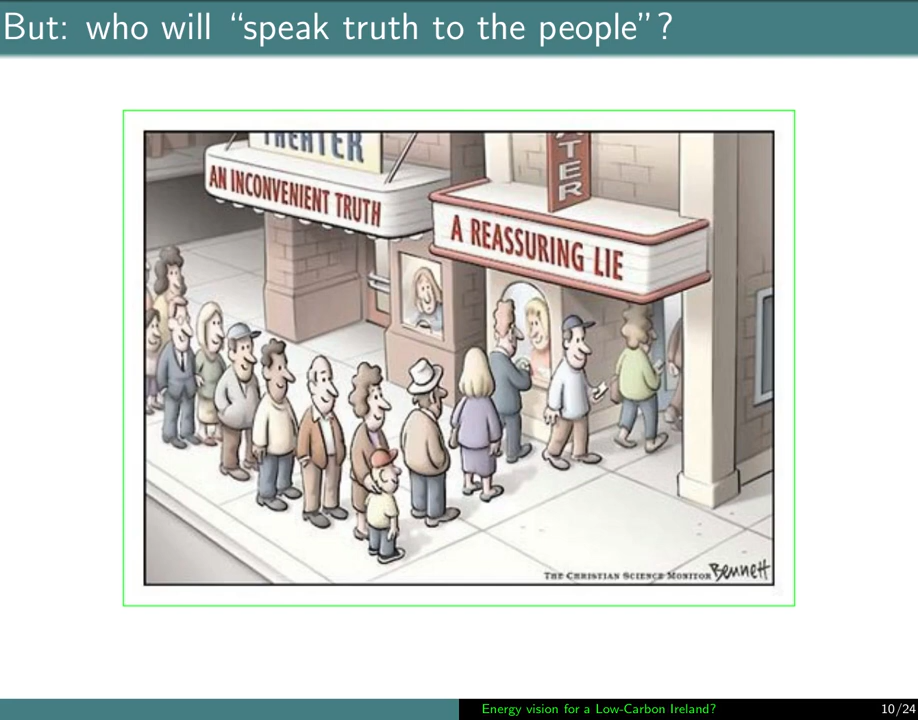 But: who will “speak truth to the people”?
THEATER
AN INCONVENIENT TRUTH
ATER
A REASSURING LIE
THE CHRISTIAN SCIENCE MONITOR Bennett
Energy vision for a Low-Carbon Ireland? 10/24